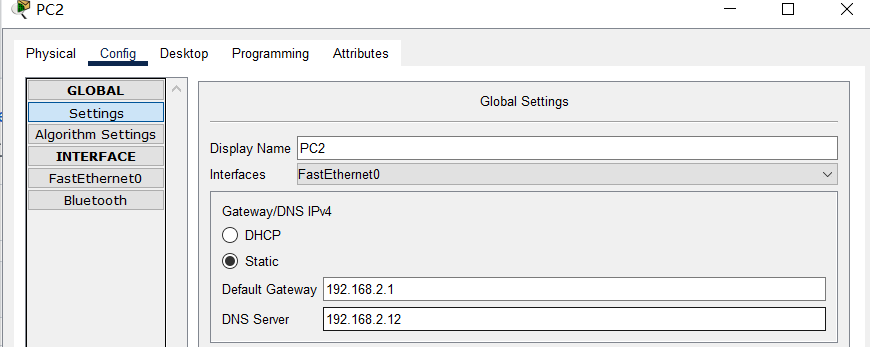 PC2
Physical Config Desktop Programming Attributes
GLOBAL
Settings
Algorithm Settings
INTERFACE
FastEthernet0
Bluetooth
Global Settings
Display Name PC2
Interfaces FastEthernet0
Gateway/DNS IPv4
DHCP
Static
Default Gateway 192.168.2.1
DNS Server 192.168.2.12